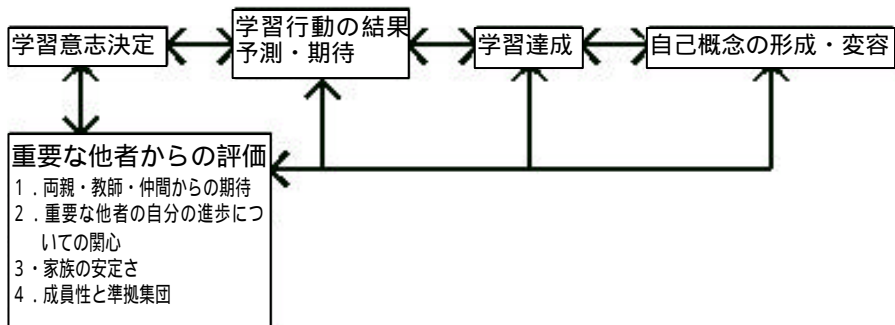 学習意志決定
学習行動の結果
予測・期待
学習達成
自己概念の形成・変容
重要な他者からの評価
1．両親・教師・仲間からの期待
2．重要な他者の自分の進歩につ
いての関心
3・家族の安定さ
4．成員性と準拠集団